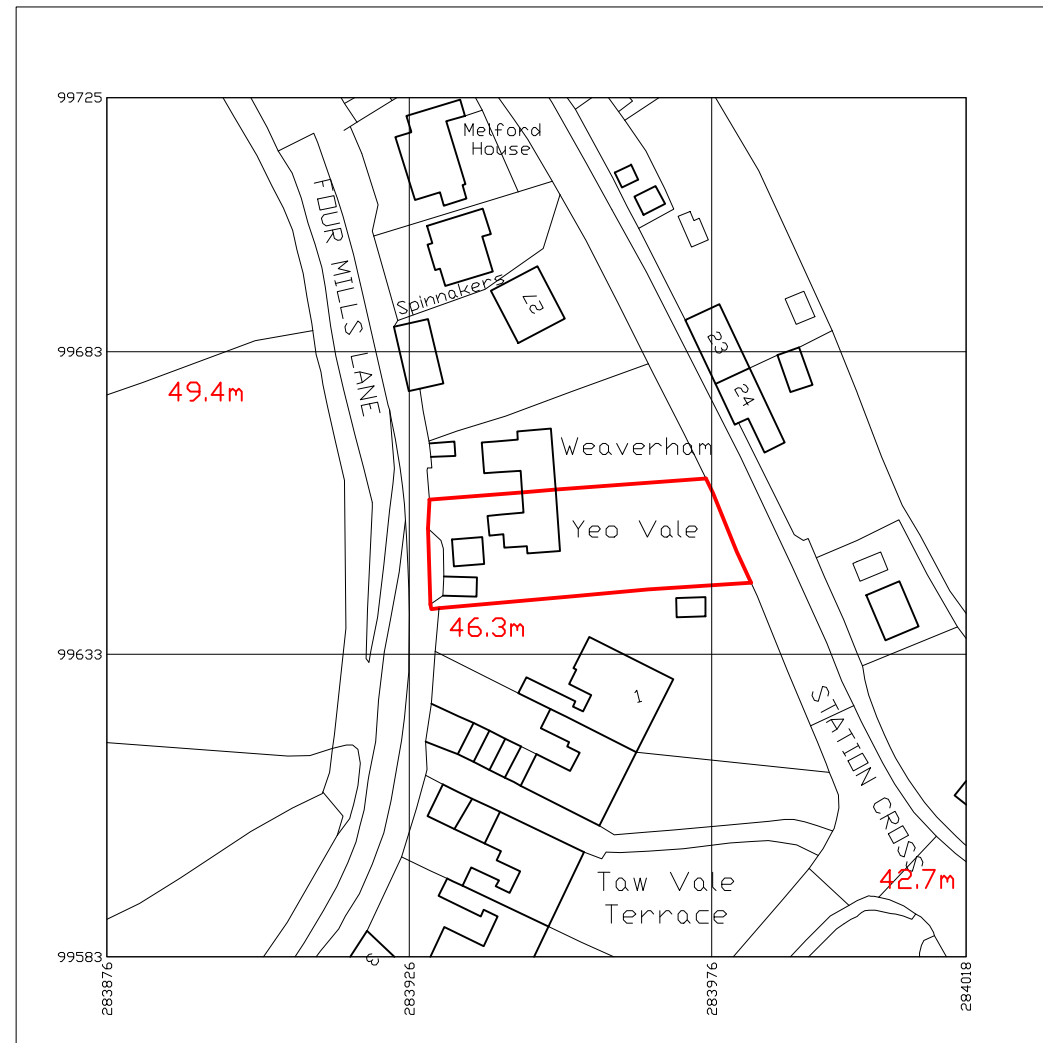 99725
Melford
House
FOUR MILLS LANE
Spinnakers
27
23
99683
49.4m
24
Weaverham
Yeo Vale
46.3m
99633
1
STATION CROSS
42.7m
Taw Vale
Terrace
99583
3
283876
283926
283976
284018